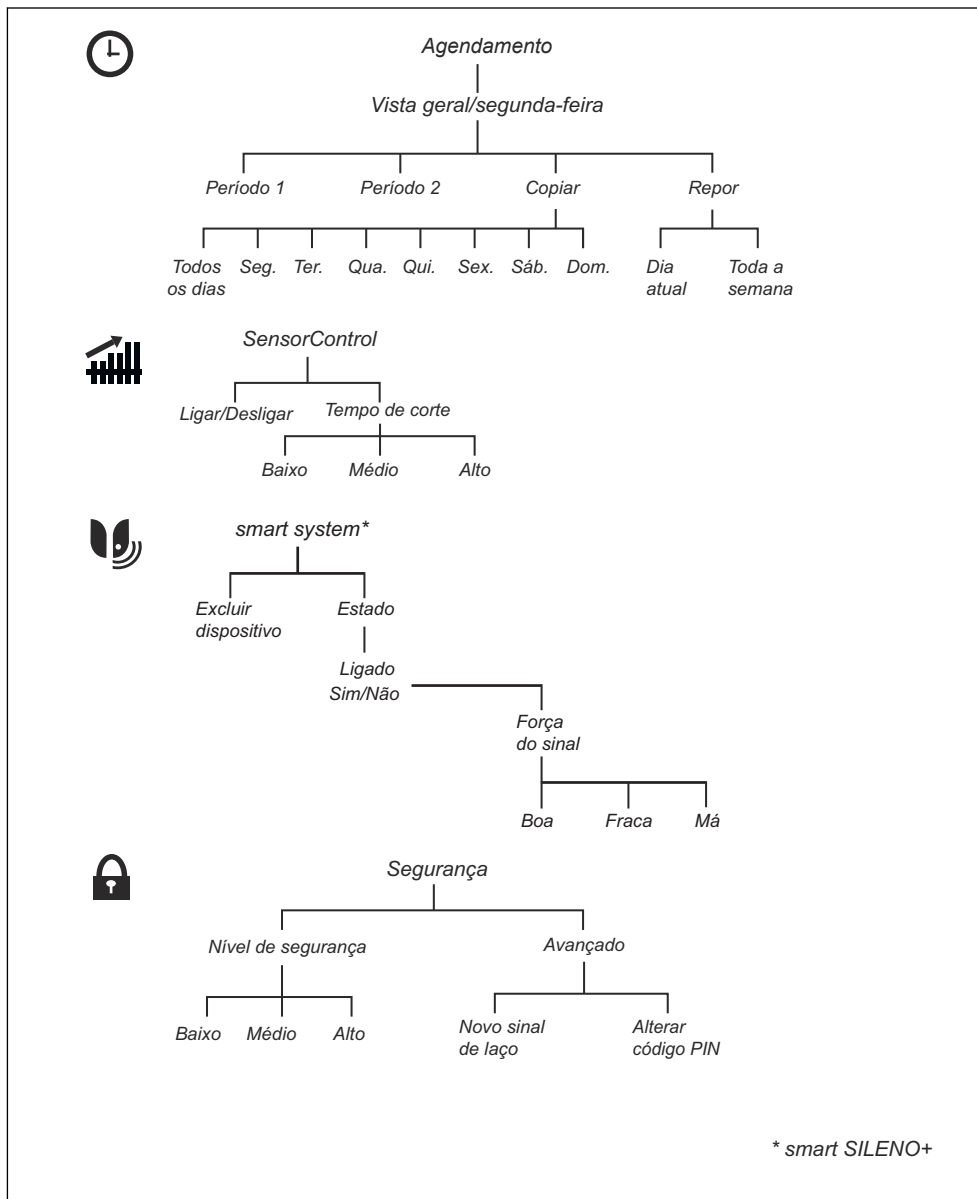 Agendamento
Vista geral/segunda-feira
Período 1
Período 2
Copiar
Repor
Todos
os dias
Seg.
Ter.
Qua.
Qui.
Sex.
Sáb.
Dom.
Dia
atual
Toda a
semana
SensorControl
Ligar/Desligar
Tempo de corte
Baixo
Médio
Alto
smart system*
Excluir
dispositivo
Estado
Ligado
Sim/Não
Força
do sinal
Boa
Fraca
Má
Segurança
Nível de segurança
Avançado
Baixo
Médio
Alto
Novo sinal
de laço
Alterar
código PIN
* smart SILENO+